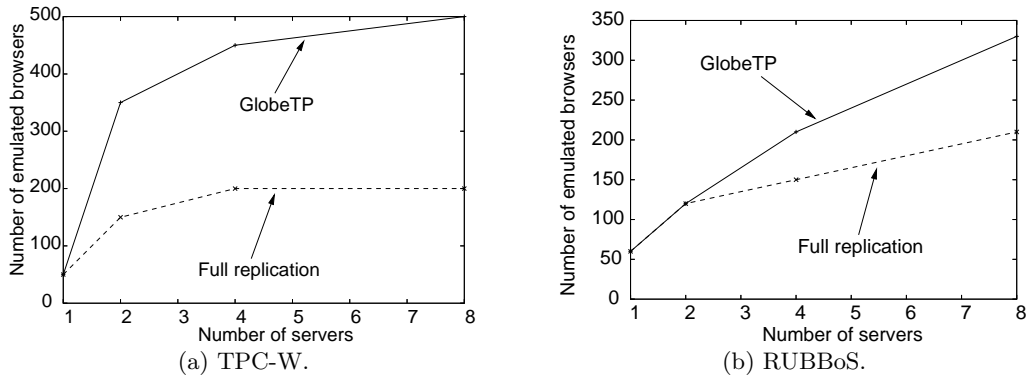 500
400
300
200
100
0
1 2 3 4 5 6 7 8
Number of emulated browsers
Number of servers
GlobeTP
Full replication
(a) TPC-W.
350
300
250
200
150
100
50
0
1 2 3 4 5 6 7 8
Number of emulated browsers
Number of servers
GlobeTP
Full replication
(b) RUBBoS.